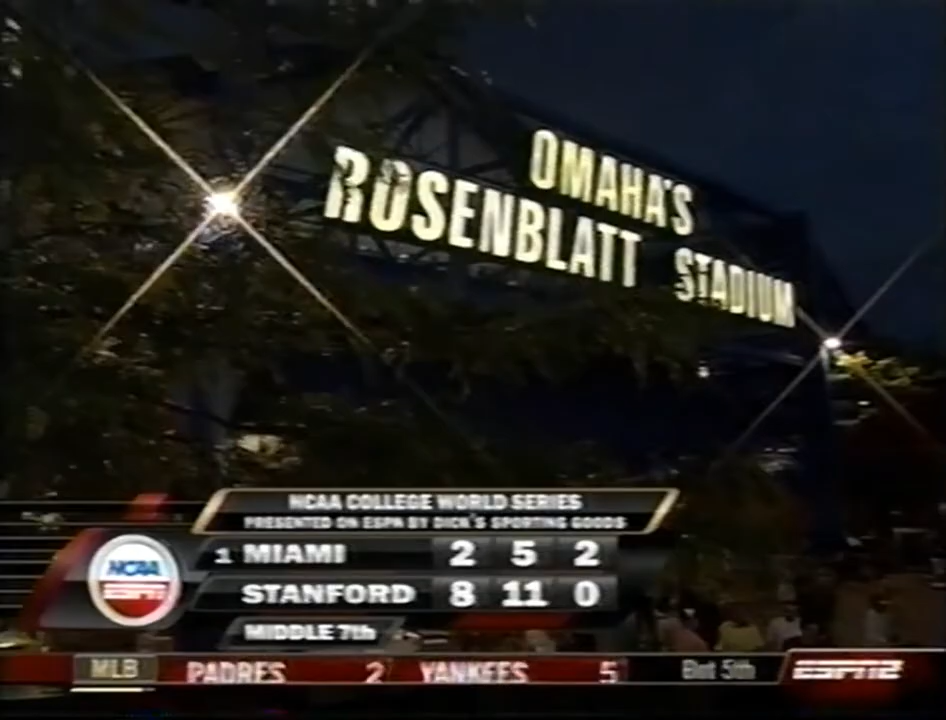 OMAHA'S
ROSENBLATT STADIUM
NCAA COLLEGE WORLD SERIES
PRESENTED ON ESPN BY DICK'S SPORTING GOODS
NCAA
ESPN
1 MIAMI 2 5 2
STANFORD 8 11 0
MIDDLE 7th
MLB PADRES 2 YANKEES 5 Bot 5th ESPN2